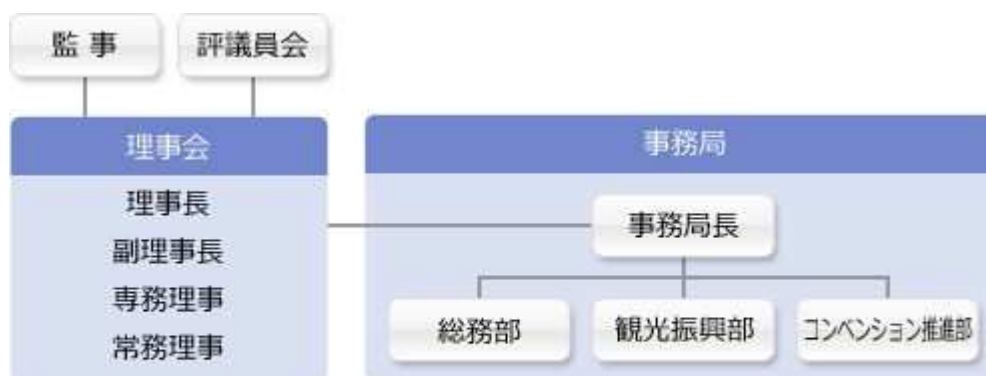 監事
評議員会
理事会
理事長
副理事長
専務理事
常務理事
事務局
事務局長
総務部
観光振興部
コンベンション推進部